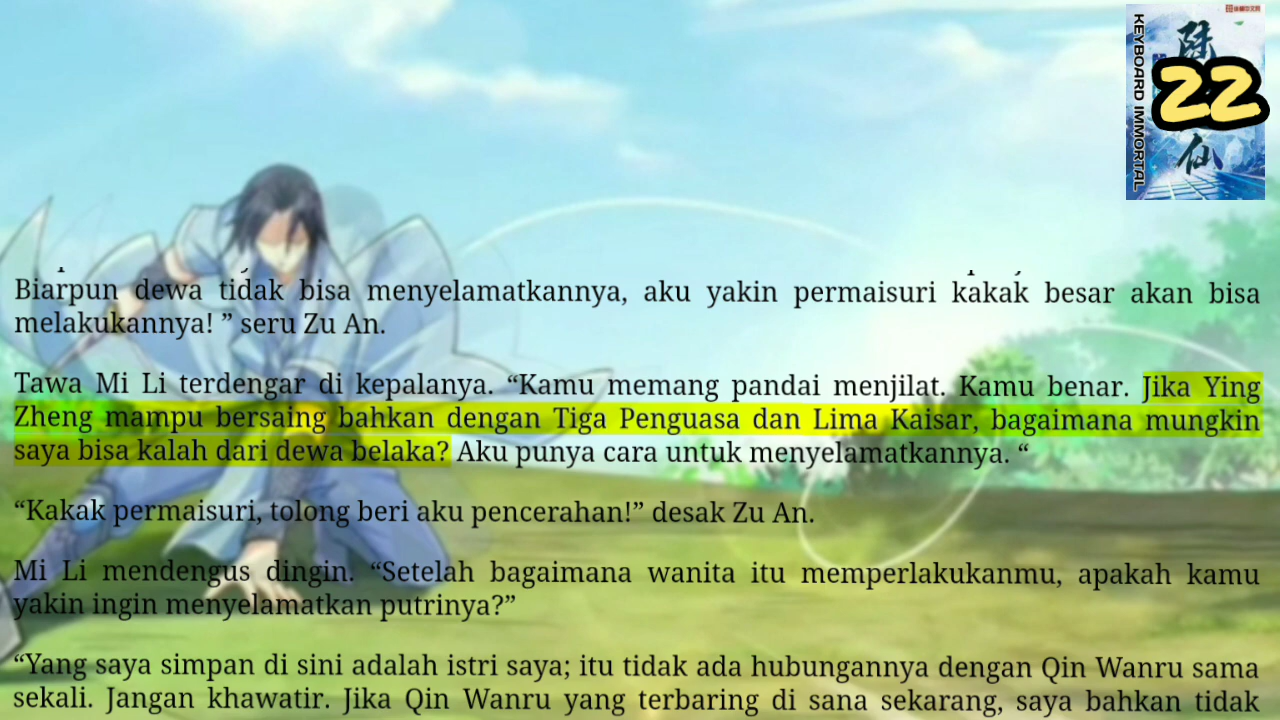 KEYBOARD IMMORTAL
22
仙
Biarpun dewa tidak bisa menyelamatkannya, aku yakin permaisuri kakak besar akan bisa
melakukannya! ” seru Zu An.
Tawa Mi Li terdengar di kepalanya. “Kamu memang pandai menjilat. Kamu benar. Jika Ying
Zheng mampu bersaing bahkan dengan Tiga Penguasa dan Lima Kaisar, bagaimana mungkin
saya bisa kalah dari dewa belaka? Aku punya cara untuk menyelamatkannya. “
“Kakak permaisuri, tolong beri aku pencerahan!” desak Zu An.
Mi Li mendengus dingin. “Setelah bagaimana wanita itu memperlakukanmu, apakah kamu
yakin ingin menyelamatkan putrinya?”
“Yang saya simpan di sini adalah istri saya; itu tidak ada hubungannya dengan Qin Wanru sama
sekali. Jangan khawatir. Jika Qin Wanru yang terbaring di sana sekarang, saya bahkan tidak